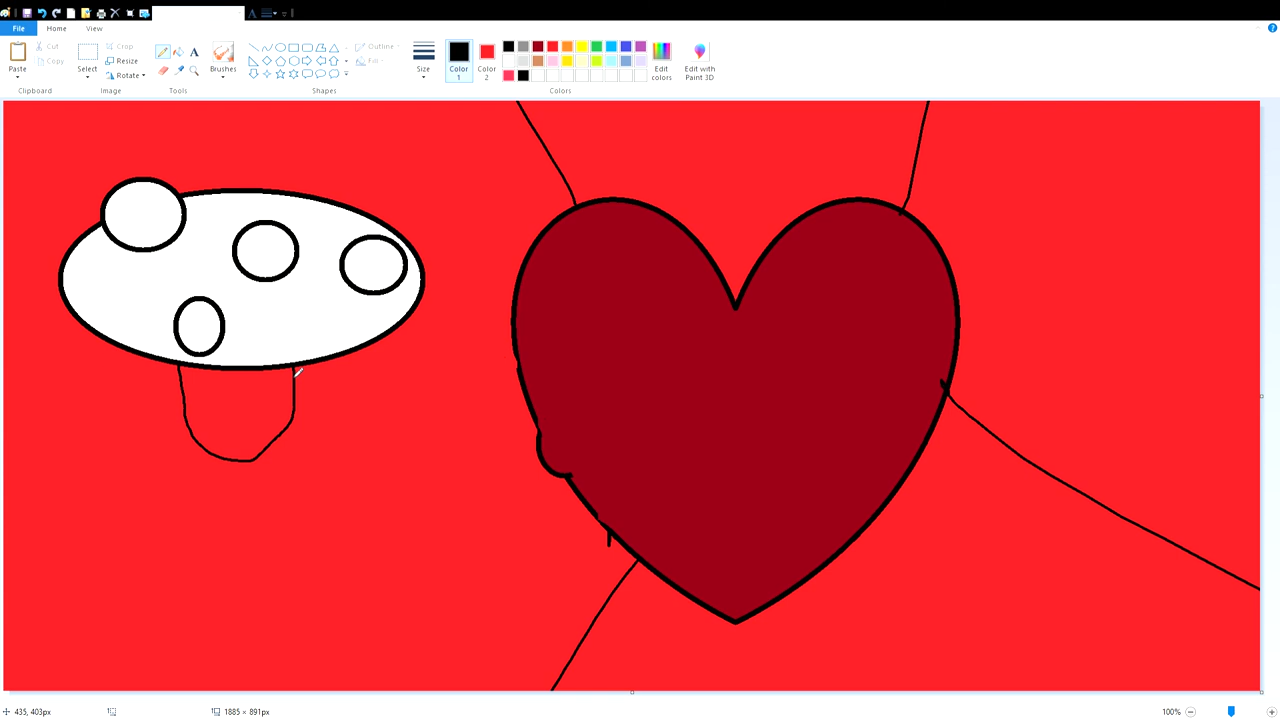 File Home View
Paste Cut Copy Select Crop Resize Rotate A Brushes Outline Fill Size Color 1 Color 2 Edit colors Edit with Paint 3D
Clipboard Image Tools Shapes Colors
435, 403px 1885 × 891px 100%